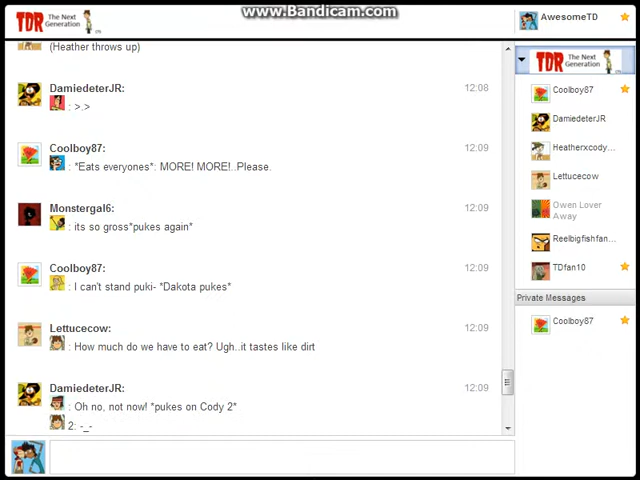 www.Bandicam.com
TDR The Next Generation
AwesomeTD
(Heather throws up)
TDR The Next Generation
DamiedeterJR: 12:08
: >.>
Coolboy87: 12:09
: *Eats everyones*: MORE! MORE!..Please.
Monstergal6: 12:09
: its so gross*pukes again*
Coolboy87: 12:09
: I can't stand puki- *Dakota pukes*
Lettucecow: 12:09
: How much do we have to eat? Ugh..it tastes like dirt
DamiedeterJR: 12:09
: Oh no, not now! *pukes on Cody 2*
2: -_-
Coolboy87
DamiedeterJR
Heatherxcody...
Lettucecow
Owen Lover
Away
Reelbigfishfan...
TDfan10
Private Messages
Coolboy87